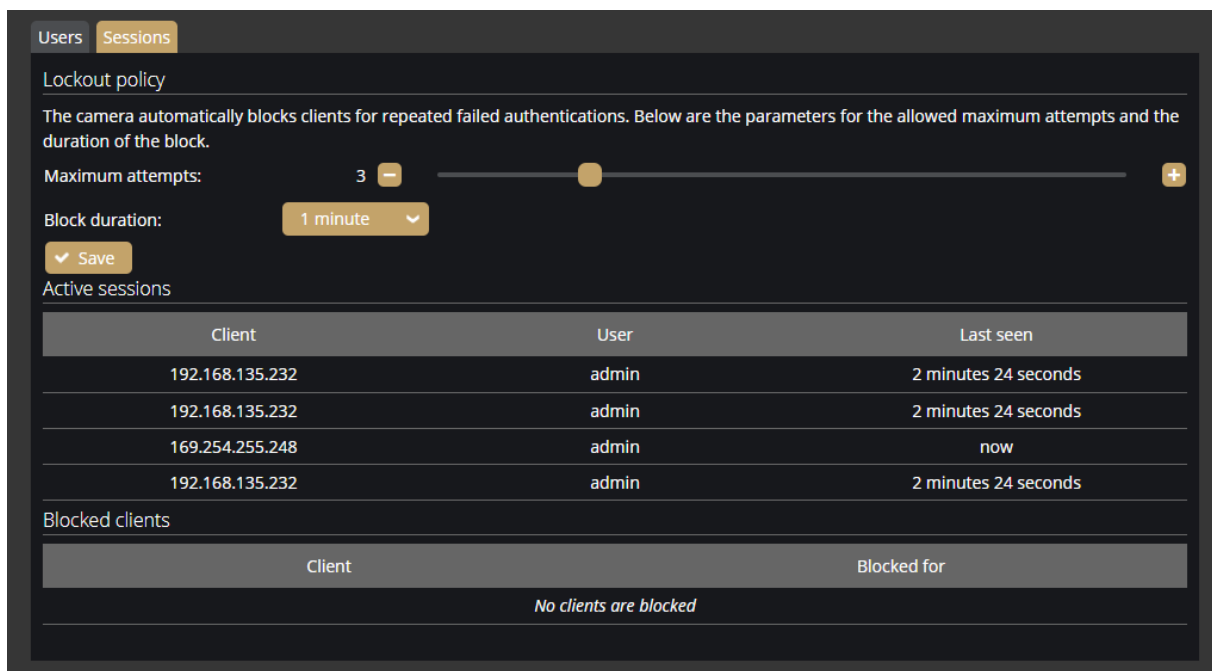 Users Sessions
Lockout policy
The camera automatically blocks clients for repeated failed authentications. Below are the parameters for the allowed maximum attempts and the
duration of the block.
Maximum attempts: 3
Block duration: 1 minute
Save
Active sessions
Client User Last seen
192.168.135.232 admin 2 minutes 24 seconds
192.168.135.232 admin 2 minutes 24 seconds
169.254.255.248 admin now
192.168.135.232 admin 2 minutes 24 seconds
Blocked clients
Client Blocked for
No clients are blocked